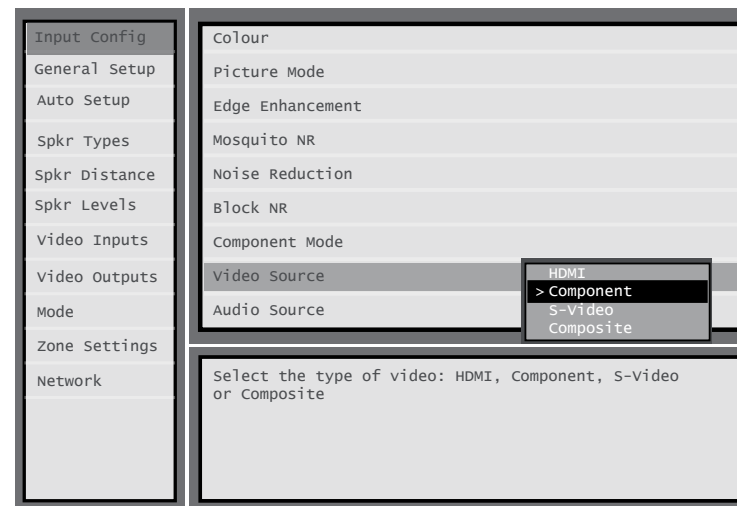 Input Config
General Setup
Auto Setup
Spkr Types
Spkr Distance
Spkr Levels
Video Inputs
Video Outputs
Mode
Zone Settings
Network
Colour
Picture Mode
Edge Enhancement
Mosquito NR
Noise Reduction
Block NR
Component Mode
Video Source
Audio Source
HDMI
> Component
S-Video
Composite
Select the type of video: HDMI, Component, S-Video
or Composite